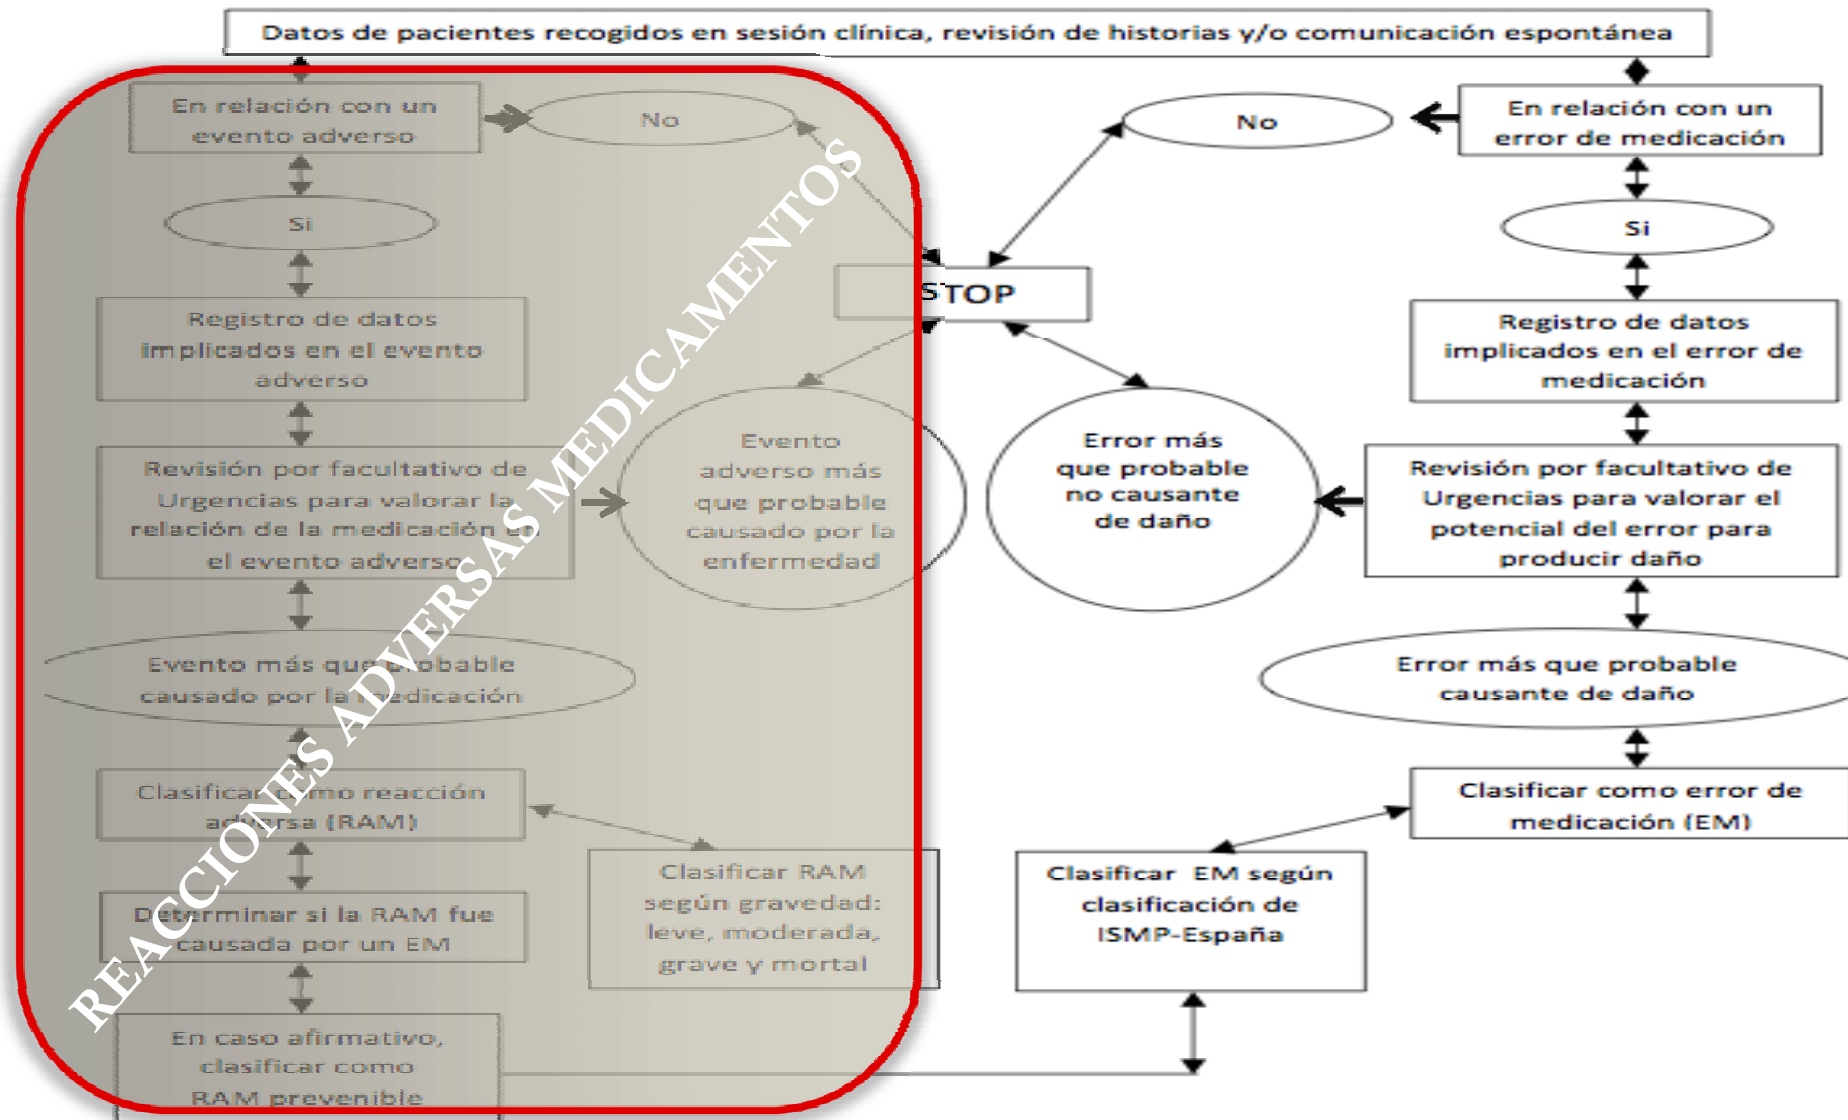 Datos de pacientes recogidos en sesión clínica, revisión de historias y/o comunicación espontánea
En relación con un
evento adverso
No
Si
Registro de datos
implicados en el evento
adverso
Revisión por facultativo de
Urgencias para valorar la
relación de la medicación en
el evento adverso
Evento
adverso más
que probable
causado por la
enfermedad
Evento más que probable
causado por la medicación
Clasificar como reacción
adversa (RAM)
Clasificar RAM
según gravedad:
leve, moderada,
grave y mortal
Determinar si la RAM fue
causada por un EM
En caso afirmativo,
clasificar como
RAM prevenible
REACCIONES ADVERSAS MEDICAMENTOS
STOP
En relación con un
error de medicación
No
Si
Registro de datos
implicados en el error de
medicación
Revisión por facultativo de
Urgencias para valorar el
potencial del error para
producir daño
Error más
que probable
no causante
de daño
Error más que probable
causante de daño
Clasificar como error de
medicación (EM)
Clasificar EM según
clasificación de
ISMP-España